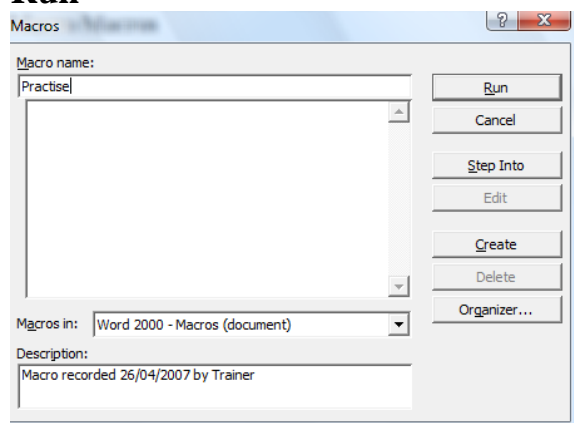 Run
Macros
Macro name:
Practise
Run
Cancel
Step Into
Edit
Create
Delete
Organizer...
Macros in: Word 2000 - Macros (document)
Description:
Macro recorded 26/04/2007 by Trainer